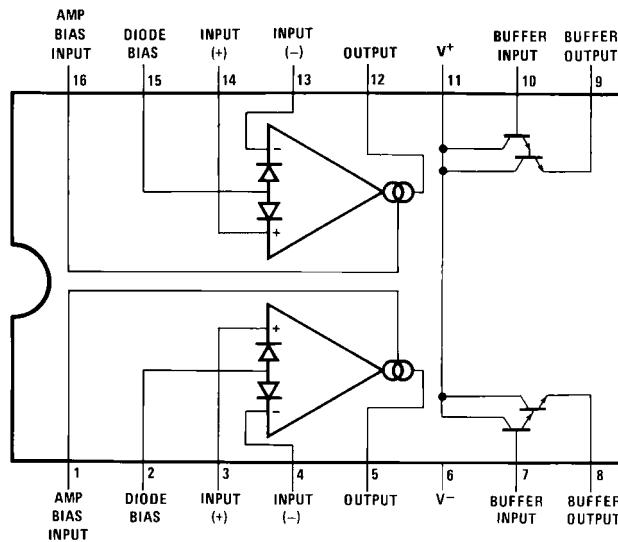 AMP
BIAS
INPUT
DIODE
BIAS
INPUT
(+)
INPUT
(−)
OUTPUT
V+
BUFFER
INPUT
BUFFER
OUTPUT
16 15 14 13 12 11 10 9
−
+
+
−
1 2 3 4 5 6 7 8
AMP
BIAS
INPUT
DIODE
BIAS
INPUT
(+)
INPUT
(−)
OUTPUT
V−
BUFFER
INPUT
BUFFER
OUTPUT